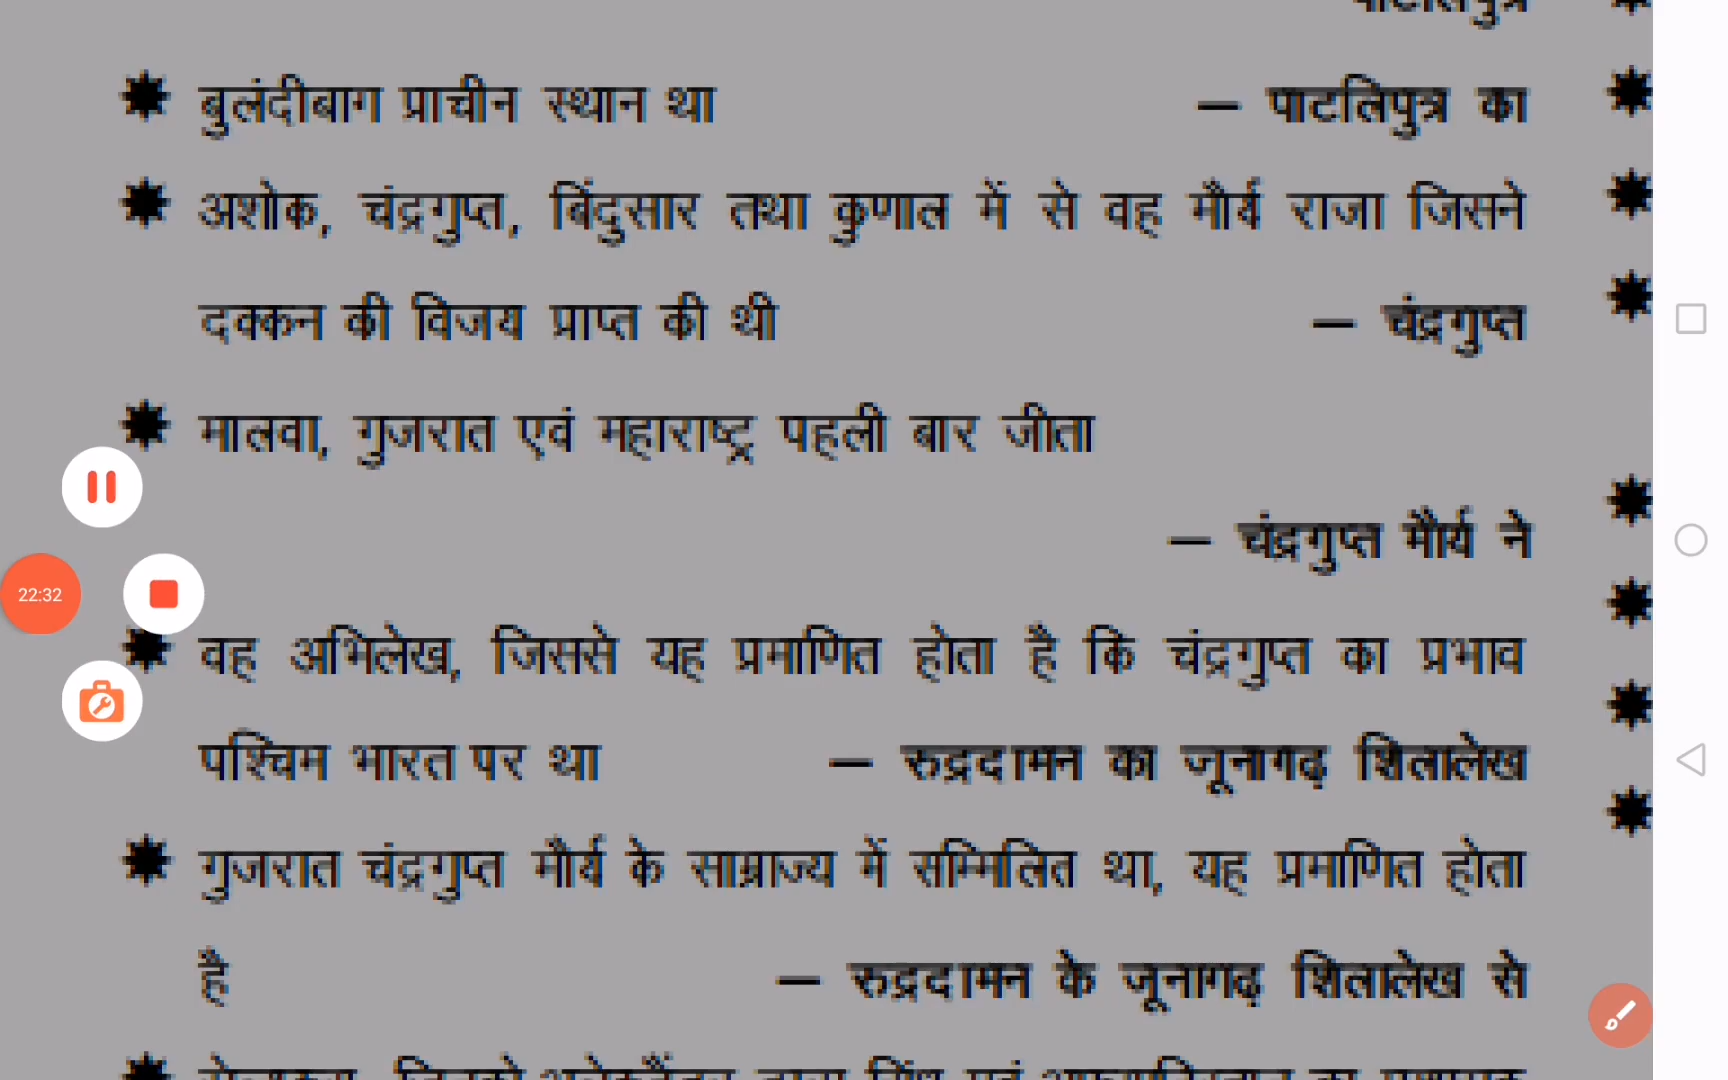 पाटलिपुत्र
बुलंदीबाग प्राचीन स्थान था — पाटलिपुत्र का
अशोक, चंद्रगुप्त, बिंदुसार तथा कुणाल में से वह मौर्य राजा जिसने
दक्कन की विजय प्राप्त की थी — चंद्रगुप्त
मालवा, गुजरात एवं महाराष्ट्र पहली बार जीता
— चंद्रगुप्त मौर्य ने
22:32
वह अभिलेख, जिससे यह प्रमाणित होता है कि चंद्रगुप्त का प्रभाव
पश्चिम भारत पर था — रुद्रदामन का जूनागढ़ शिलालेख
गुजरात चंद्रगुप्त मौर्य के साम्राज्य में सम्मिलित था, यह प्रमाणित होता
है — रुद्रदामन के जूनागढ़ शिलालेख से